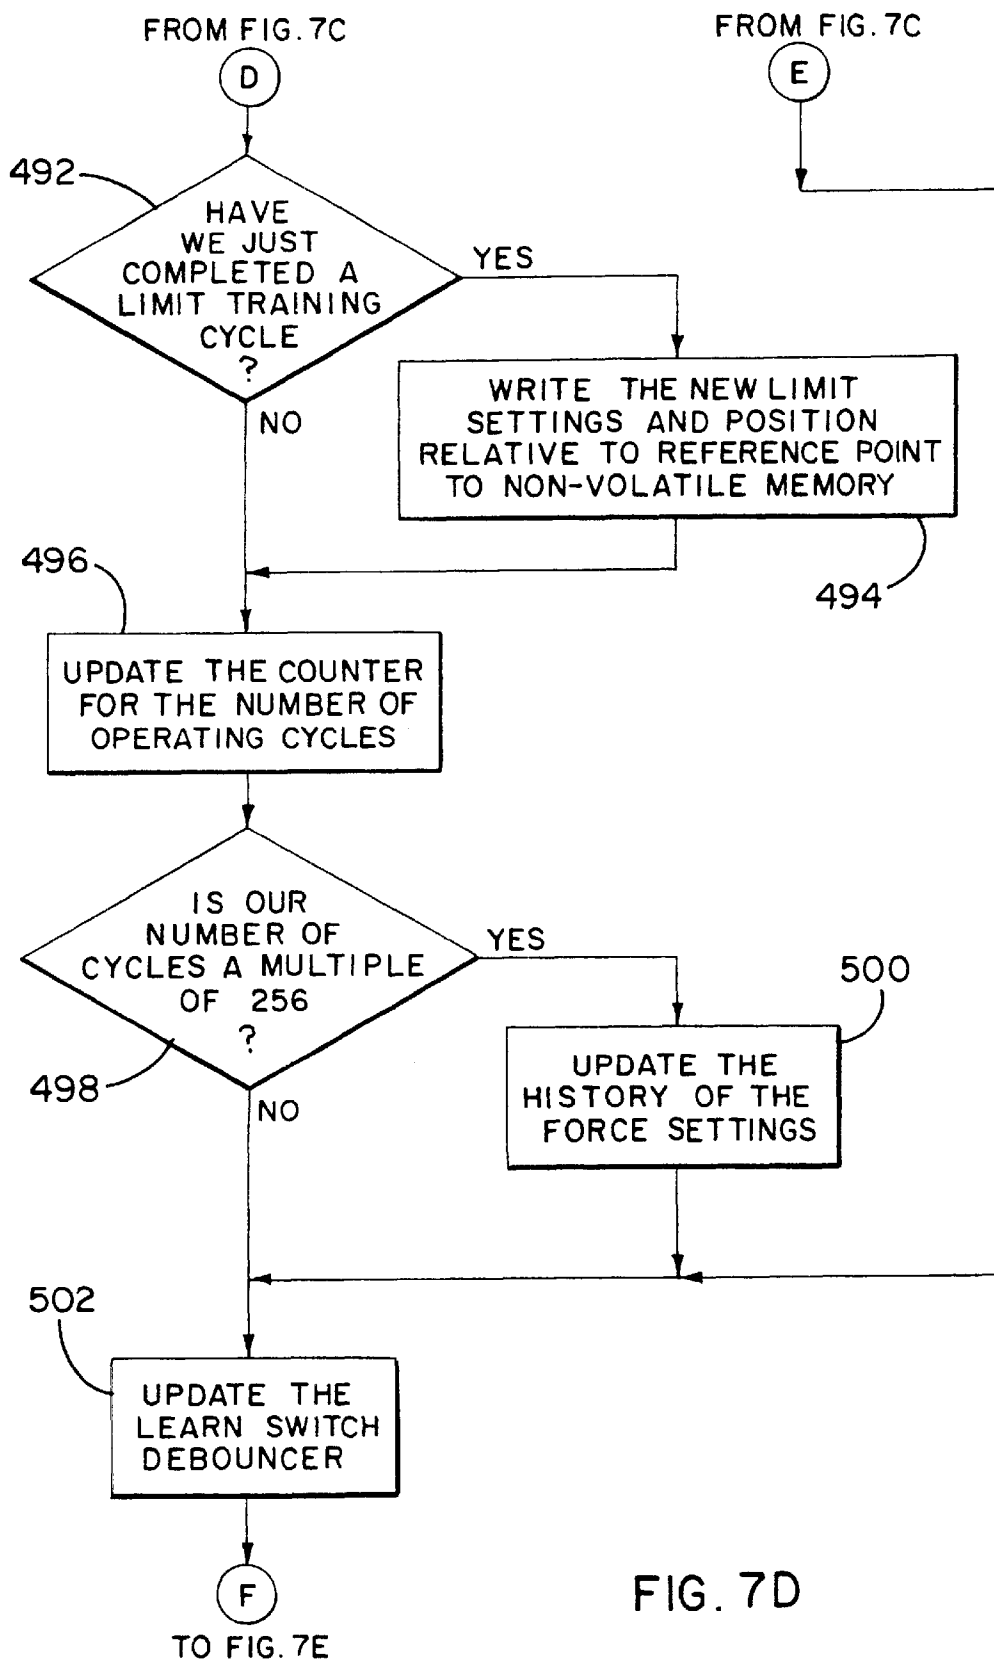 FROM FIG. 7C
D
FROM FIG. 7C
E
492
HAVE
WE JUST
COMPLETED A
LIMIT TRAINING
CYCLE
?
YES
NO
WRITE THE NEW LIMIT
SETTINGS AND POSITION
RELATIVE TO REFERENCE POINT
TO NON-VOLATILE MEMORY
494
496
UPDATE THE COUNTER
FOR THE NUMBER OF
OPERATING CYCLES
IS OUR
NUMBER OF
CYCLES A MULTIPLE
OF 256
?
YES
498
NO
500
UPDATE THE
HISTORY OF THE
FORCE SETTINGS
502
UPDATE THE
LEARN SWITCH
DEBOUNCER
F
TO FIG. 7E
FIG. 7D